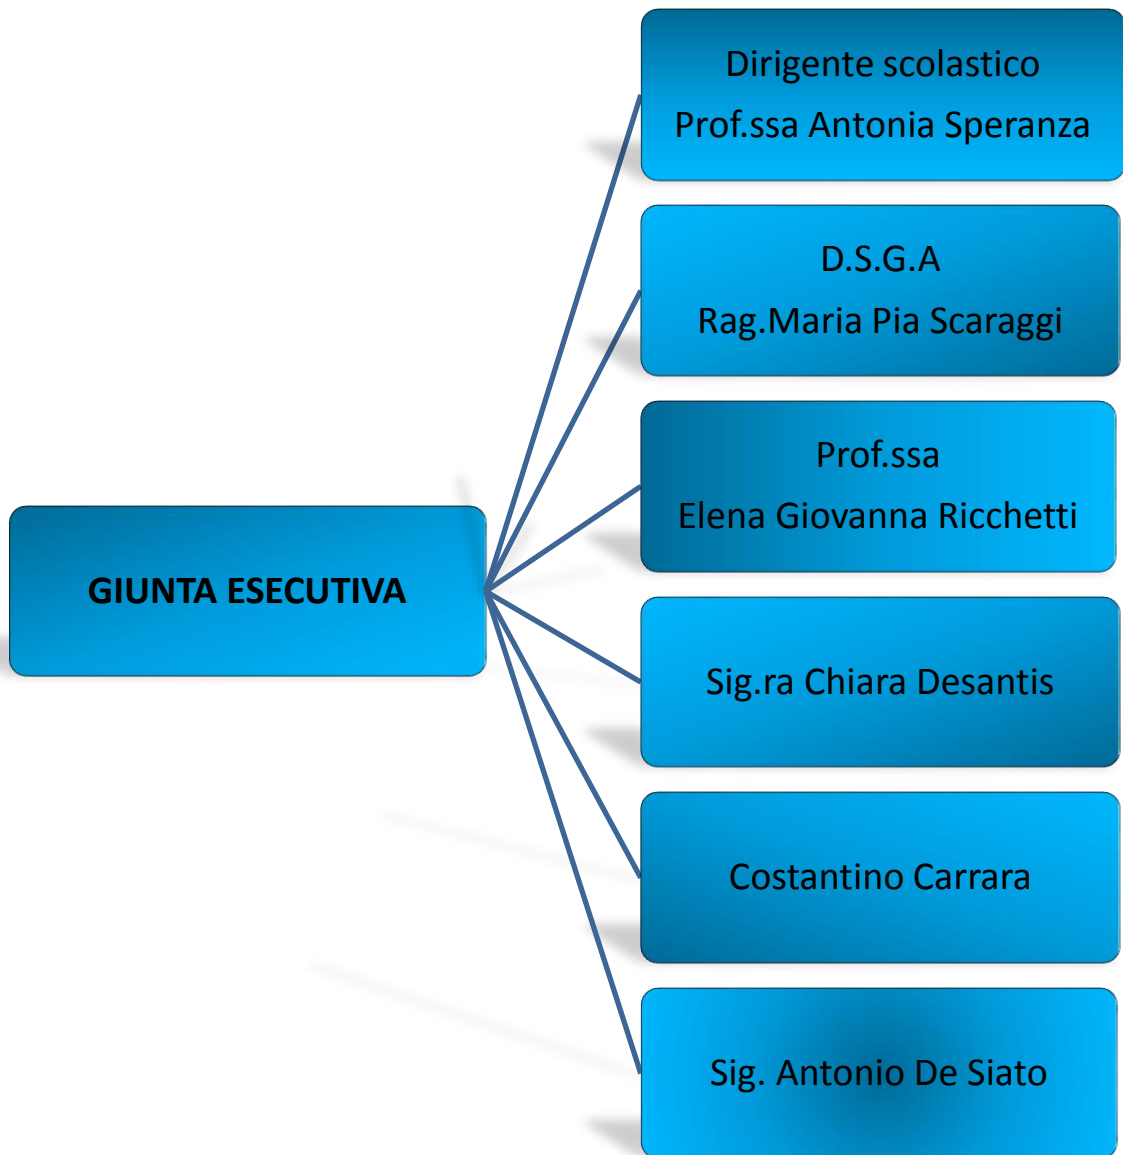 Dirigente scolastico
Prof.ssa Antonia Speranza
D.S.G.A
Rag.Maria Pia Scaraggi
Prof.ssa
Elena Giovanna Ricchetti
GIUNTA ESECUTIVA
Sig.ra Chiara Desantis
Costantino Carrara
Sig. Antonio De Siato